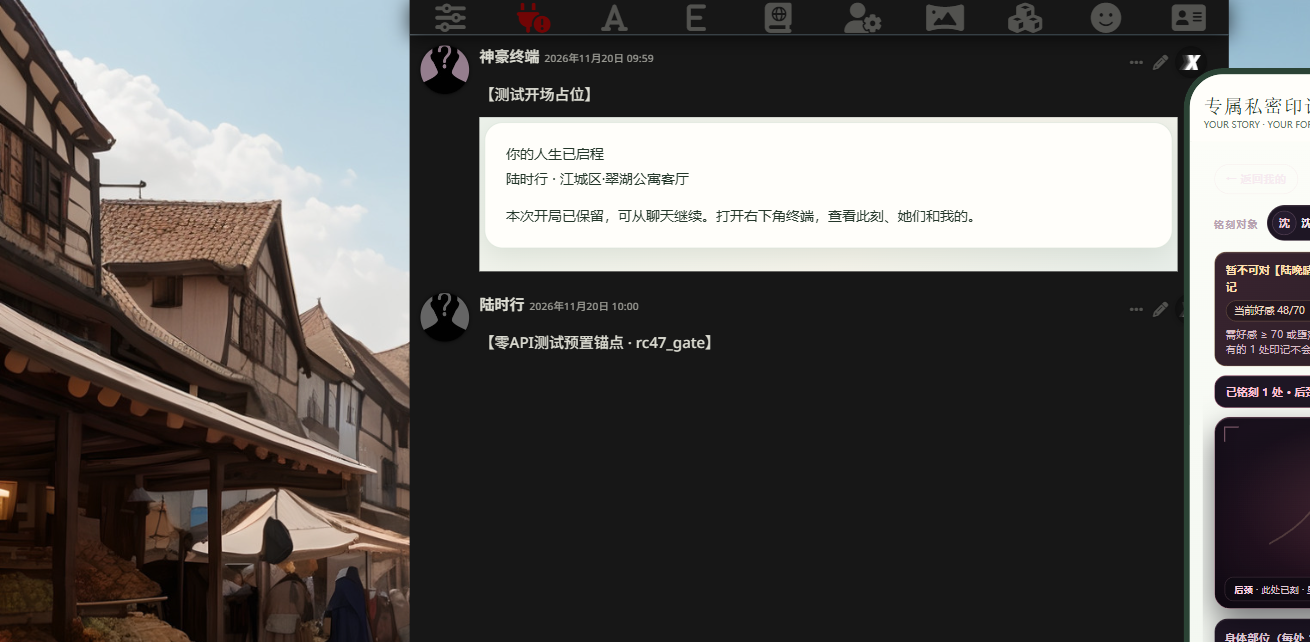 神豪终端 2026年11月20日 09:59
【测试开场占位】
你的人生已启程
陆时行 · 江城区·翠湖公寓客厅
本次开局已保留，可从聊天继续。打开右下角终端，查看此刻、她们和我的。
陆时行 2026年11月20日 10:00
【零API测试预置锚点 · rc47_gate】
专属私密印
YOUR STORY · YOUR FO
← 返回我的
铭刻对象 沈
暂不可对【陆晚
记
当前好感 48/70
需好感 ≥ 70 或
有的 1 处印记不会
已铭刻 1 处 • 后
后颈 · 此处已刻 ·
身体部位（每处